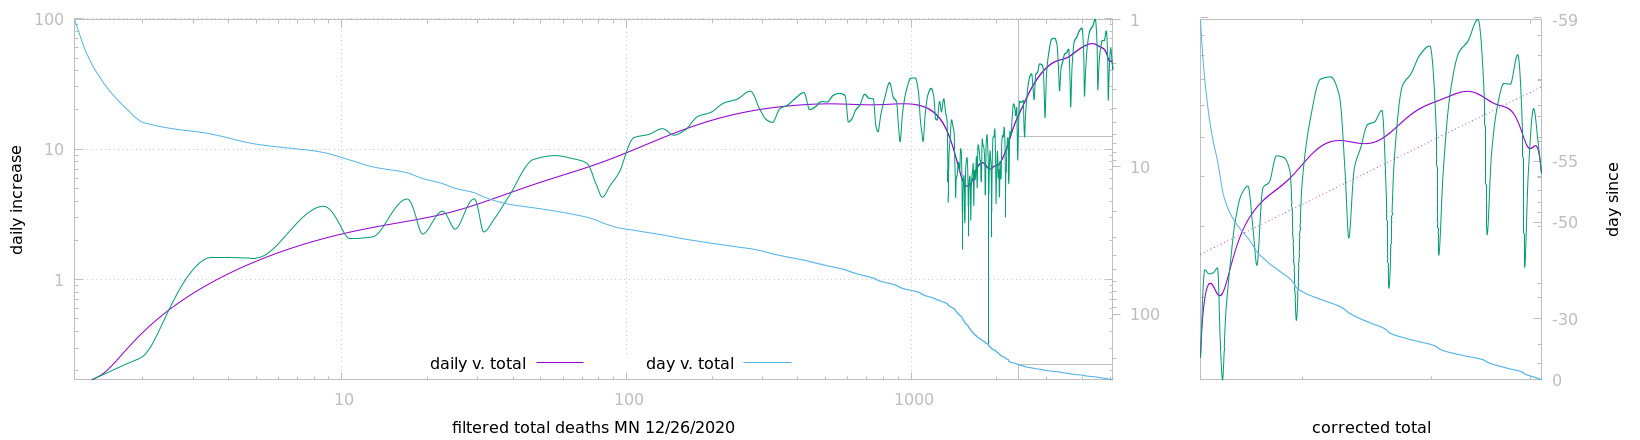 100
10
1
daily increase
daily v. total
day v. total
10
100
1000
filtered total deaths MN 12/26/2020
1
10
100
-59
-55
-50
-30
0
day since
corrected total